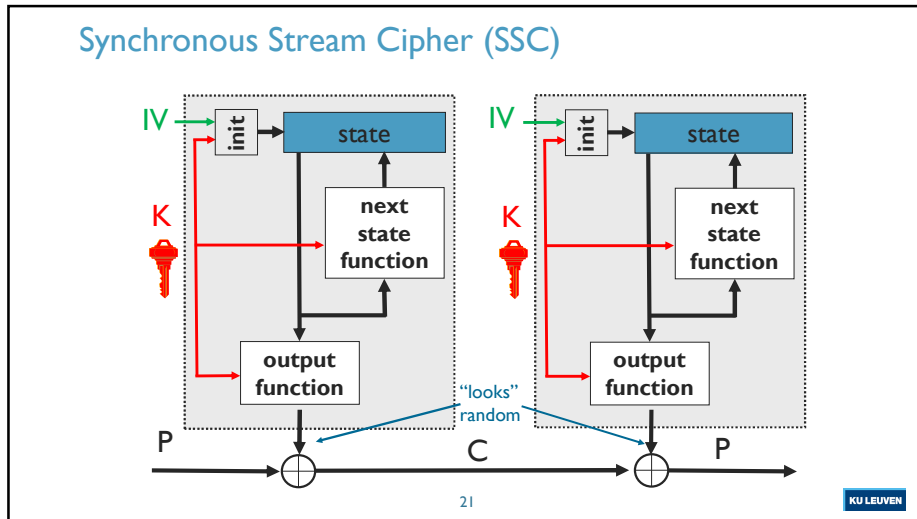 Synchronous Stream Cipher (SSC)
IV
init
state
K
next
state
function
output
function
IV
init
state
K
next
state
function
output
function
"looks"
random
P
C
P
21
KU LEUVEN